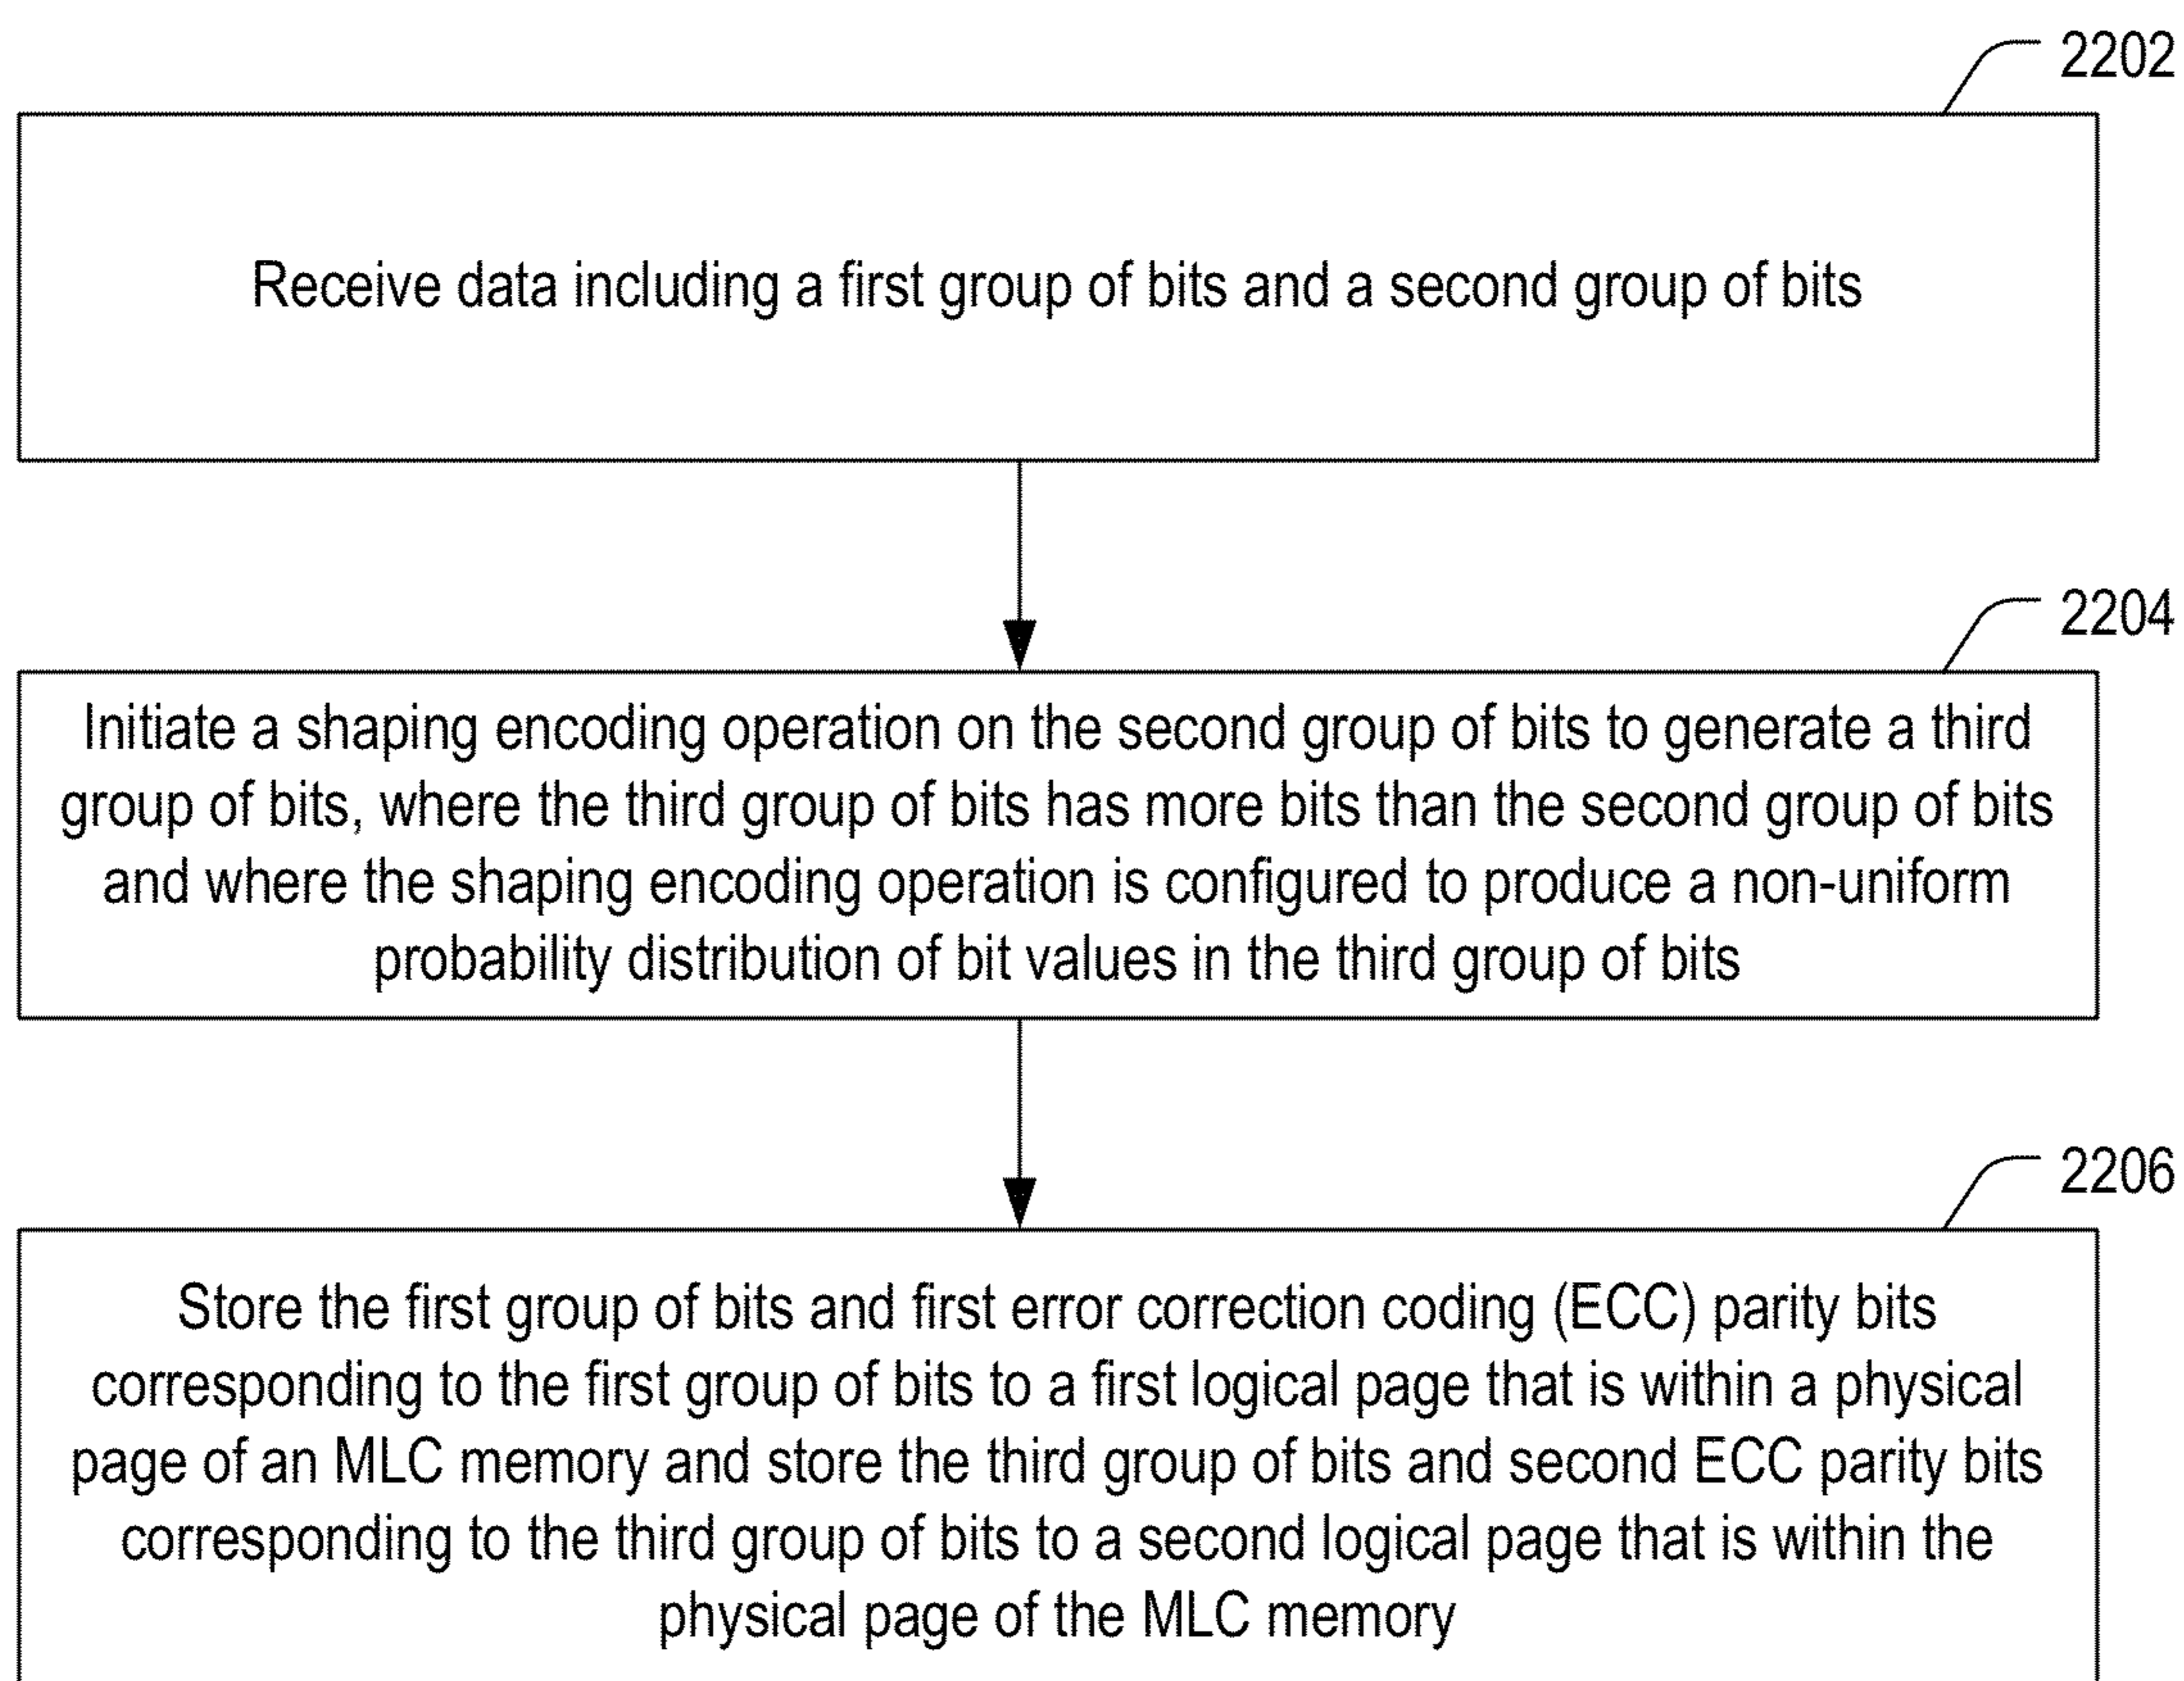 2202
Receive data including a first group of bits and a second group of bits
2204
Initiate a shaping encoding operation on the second group of bits to generate a third
group of bits, where the third group of bits has more bits than the second group of bits
and where the shaping encoding operation is configured to produce a non-uniform
probability distribution of bit values in the third group of bits
2206
Store the first group of bits and first error correction coding (ECC) parity bits
corresponding to the first group of bits to a first logical page that is within a physical
page of an MLC memory and store the third group of bits and second ECC parity bits
corresponding to the third group of bits to a second logical page that is within the
physical page of the MLC memory